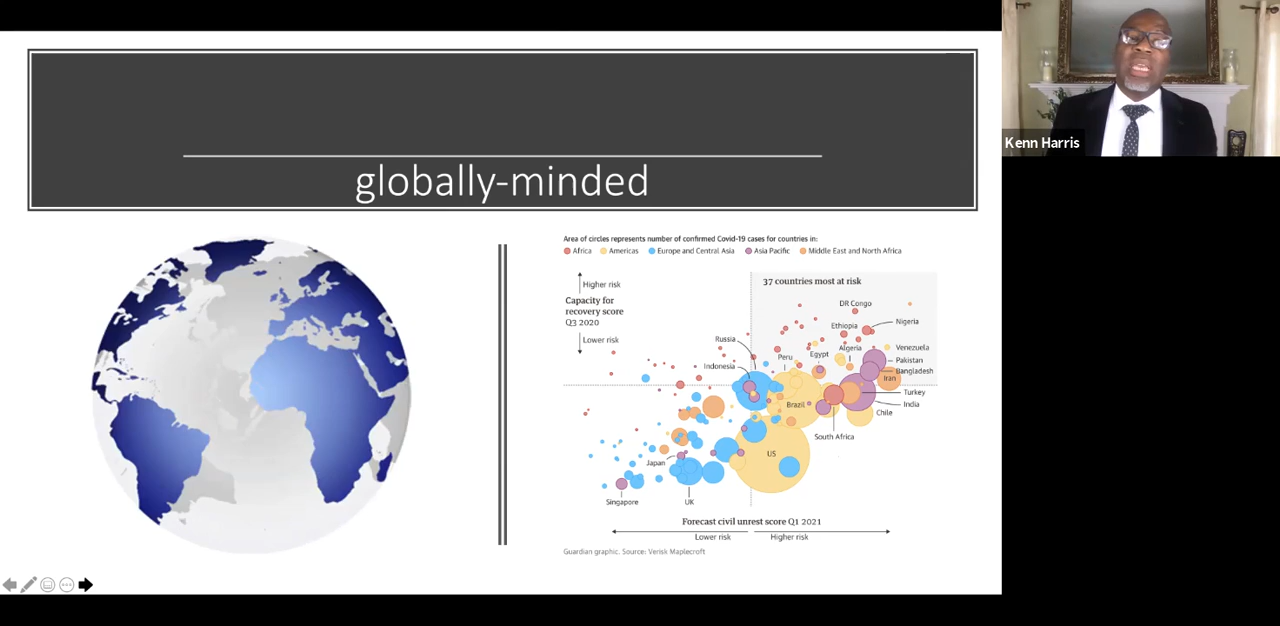 globally-minded
Kenn Harris
Area of circles represents number of confirmed Covid-19 cases for countries in:
Africa Americas Europe and Central Asia Asia Pacific Middle East and North Africa
Higher risk
Capacity for
recovery score
Q3 2020
Lower risk
37 countries most at risk
DR Congo
Nigeria
Ethiopia
Russia
Algeria
Venezuela
Peru
Egypt
Pakistan
Indonesia
Bangladesh
Iran
Turkey
Brazil
India
Chile
South Africa
US
Japan
Singapore
UK
Forecast civil unrest score Q1 2021
Lower risk Higher risk
Guardian graphic. Source: Verisk Maplecroft